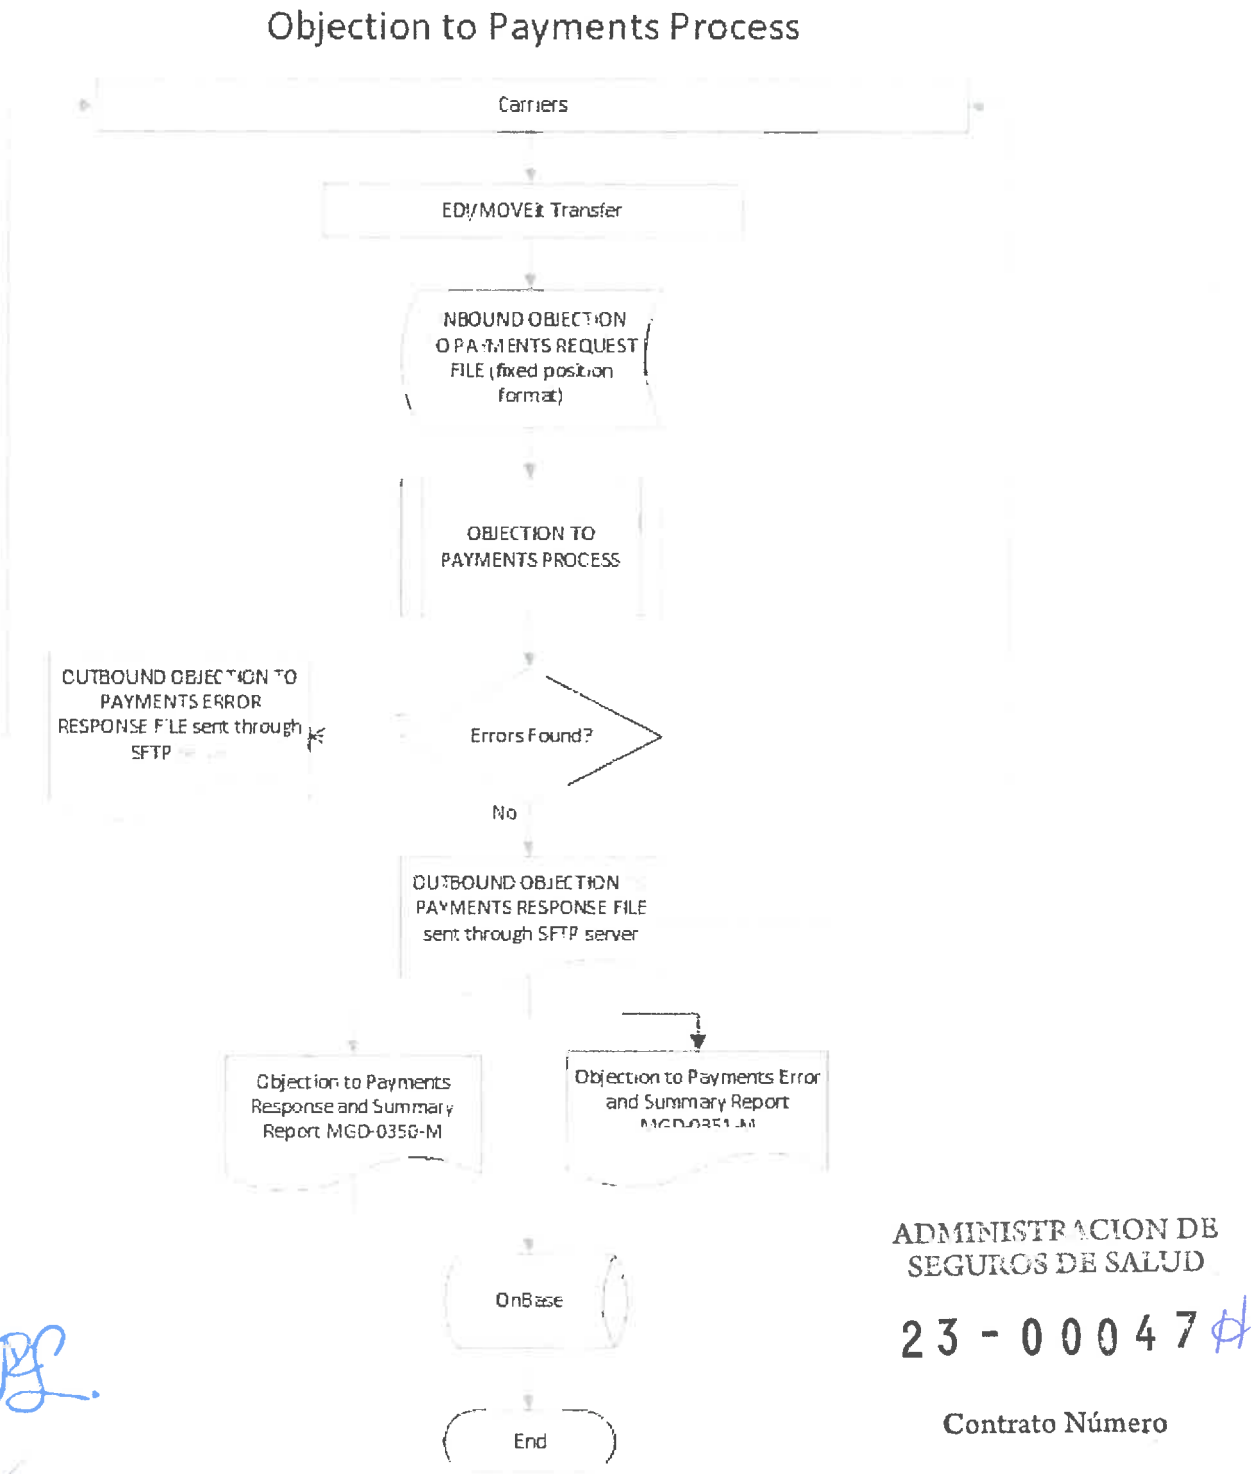 Objection to Payments Process
Carriers
EDI/MOVEit Transfer
NBOUND OBJECTION
O PAYMENTS REQUEST
FILE (fixed position
format)
OBJECTION TO
PAYMENTS PROCESS
OUTBOUND OBJECTION TO
PAYMENTS ERROR
RESPONSE FILE sent through
SFTP
Errors Found?
No
OUTBOUND OBJECTION
PAYMENTS RESPONSE FILE
sent through SFTP server
Objection to Payments
Response and Summary
Report MGD-0350-M
Objection to Payments Error
and Summary Report
MGD-0351-M
OnBase
End
ADMINISTRACION DE
SEGUROS DE SALUD
23-00047
Contrato Número